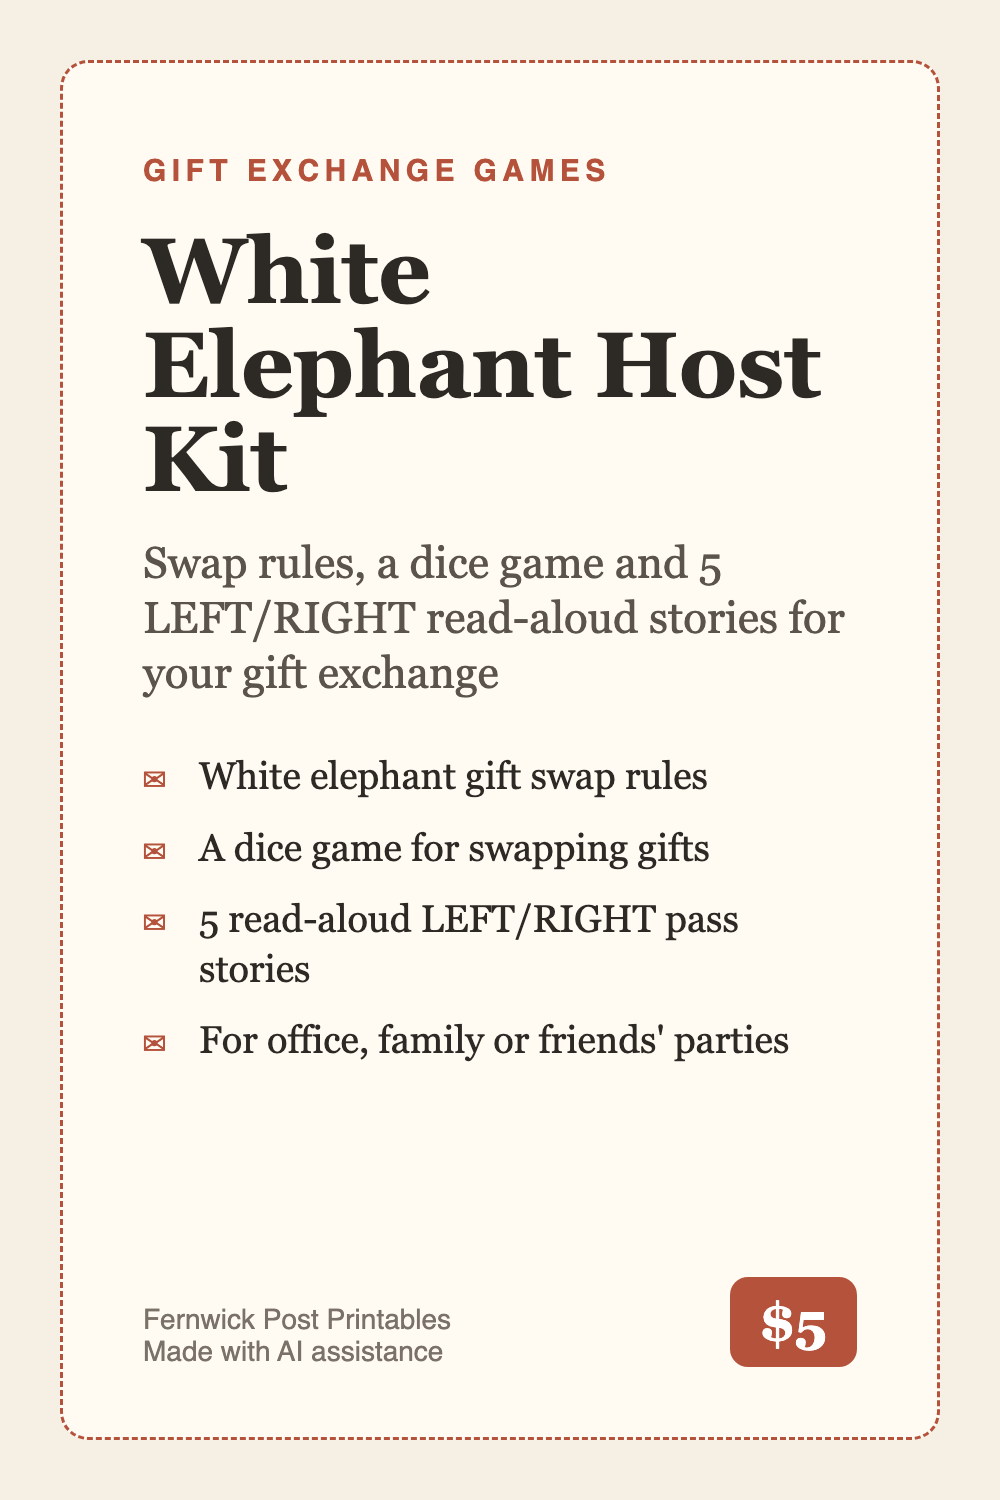 GIFT EXCHANGE GAMES
White
Elephant Host
Kit
Swap rules, a dice game and 5
LEFT/RIGHT read-aloud stories for
your gift exchange
✉ White elephant gift swap rules
✉ A dice game for swapping gifts
✉ 5 read-aloud LEFT/RIGHT pass
stories
✉ For office, family or friends' parties
Fernwick Post Printables
Made with AI assistance
$5